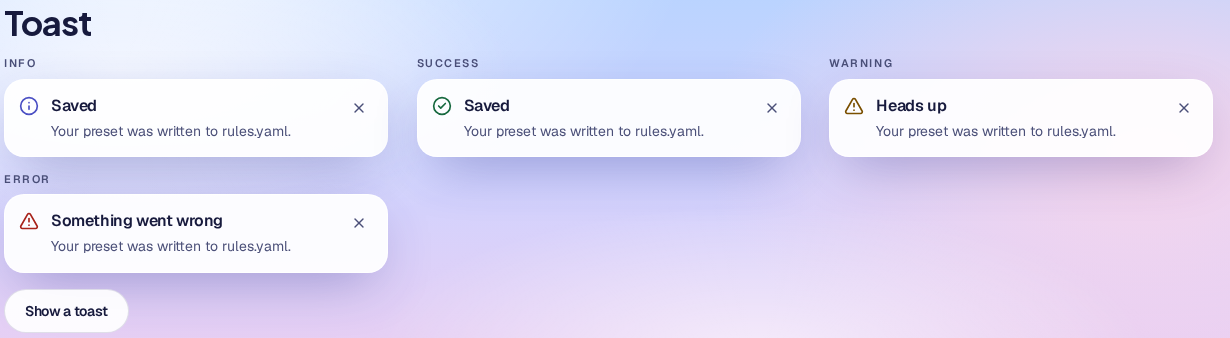 Toast
INFO
SUCCESS
WARNING
Saved
Your preset was written to rules.yaml.
Saved
Your preset was written to rules.yaml.
Heads up
Your preset was written to rules.yaml.
ERROR
Something went wrong
Your preset was written to rules.yaml.
Show a toast